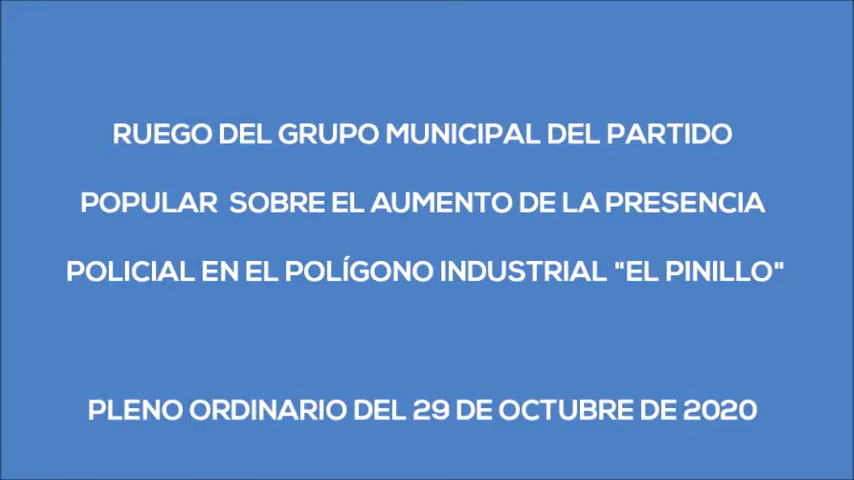 RUEGO DEL GRUPO MUNICIPAL DEL PARTIDO
POPULAR SOBRE EL AUMENTO DE LA PRESENCIA
POLICIAL EN EL POLÍGONO INDUSTRIAL "EL PINILLO"
PLENO ORDINARIO DEL 29 DE OCTUBRE DE 2020